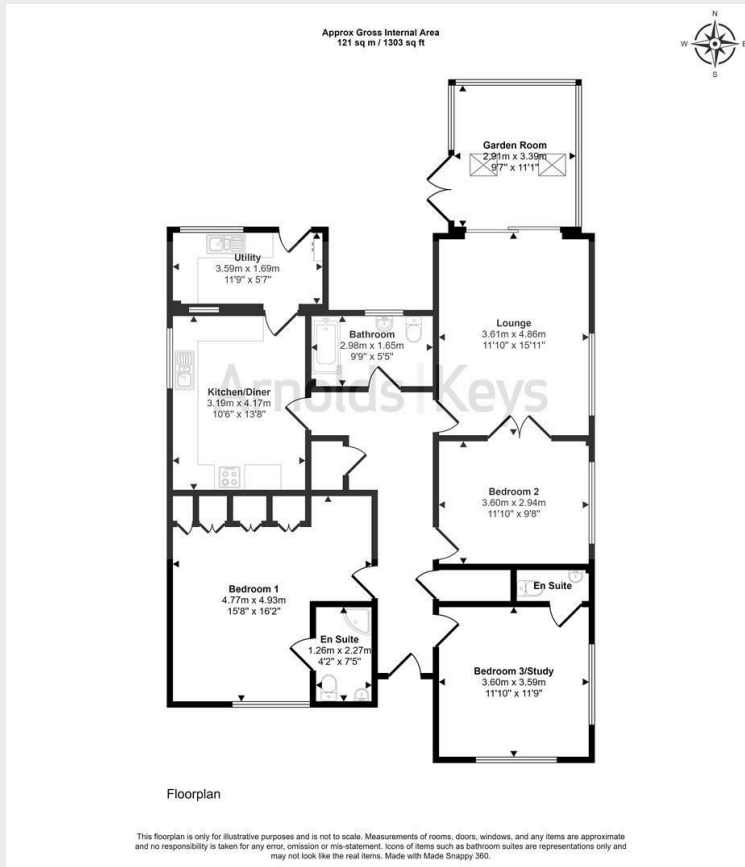 Approx Gross Internal Area
121 sq m / 1303 sq ft
N
W
E
S
Garden Room
2.91m x 3.39m
9'7" x 11'1"
Utility
3.59m x 1.69m
11'9" x 5'7"
Lounge
3.61m x 4.86m
11'10" x 15'11"
Bathroom
2.98m x 1.65m
9'9" x 5'5"
Arnolds | Keys
Kitchen/Diner
3.19m x 4.17m
10'6" x 13'8"
Bedroom 2
3.60m x 2.94m
11'10" x 9'8"
En Suite
Bedroom 1
4.77m x 4.93m
15'8" x 16'2"
En Suite
1.26m x 2.27m
4'2" x 7'5"
Bedroom 3/Study
3.60m x 3.59m
11'10" x 11'9"
Floorplan
This floorplan is only for illustrative purposes and is not to scale. Measurements of rooms, doors, windows, and any items are approximate
and no responsibility is taken for any error, omission or mis-statement. Icons of items such as bathroom suites are representations only and
may not look like the real items. Made with Made Snappy 360.